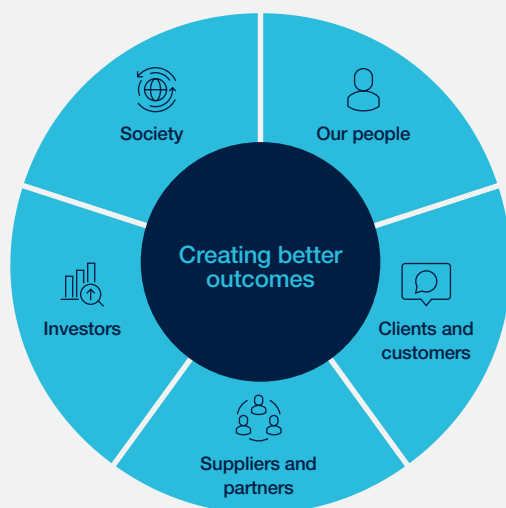 Society
Our people
Creating better
outcomes
Investors
Clients and
customers
Suppliers and
partners